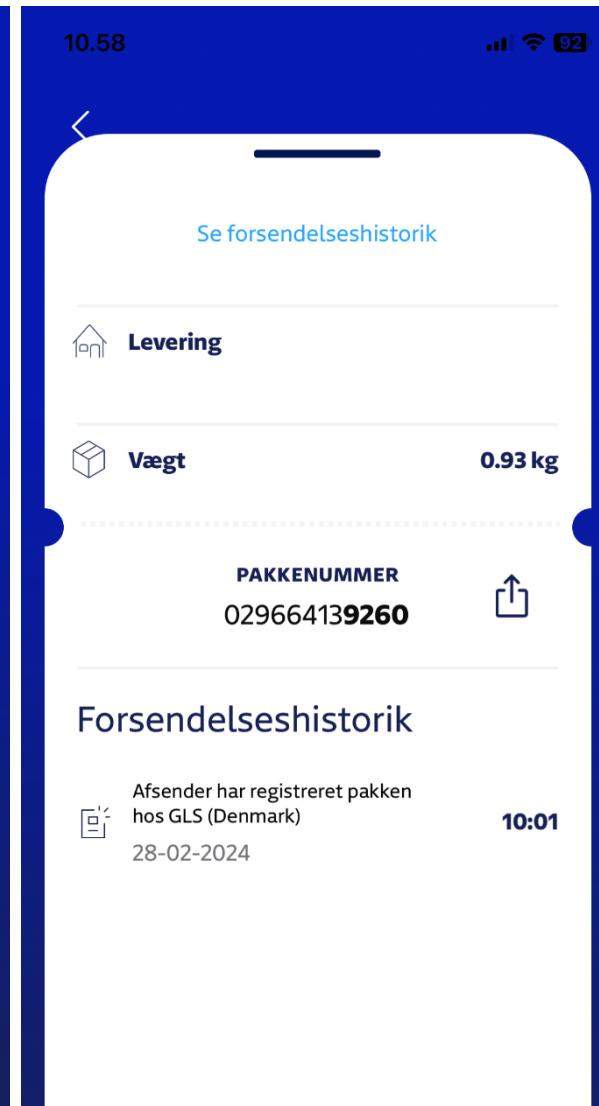 10.58
92
Se forsendelseshistorik
Levering
Vægt 0.93 kg
PAKKENUMMER
029664139260
Forsendelseshistorik
Afsender har registreret pakken
hos GLS (Denmark) 10:01
28-02-2024